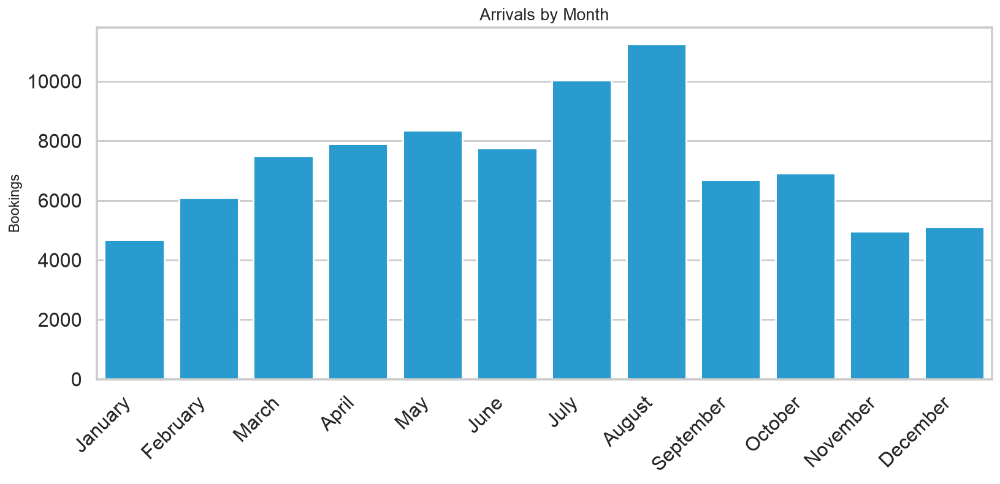 Arrivals by Month
Bookings
10000
8000
6000
4000
2000
0
January
February
March
April
May
June
July
August
September
October
November
December